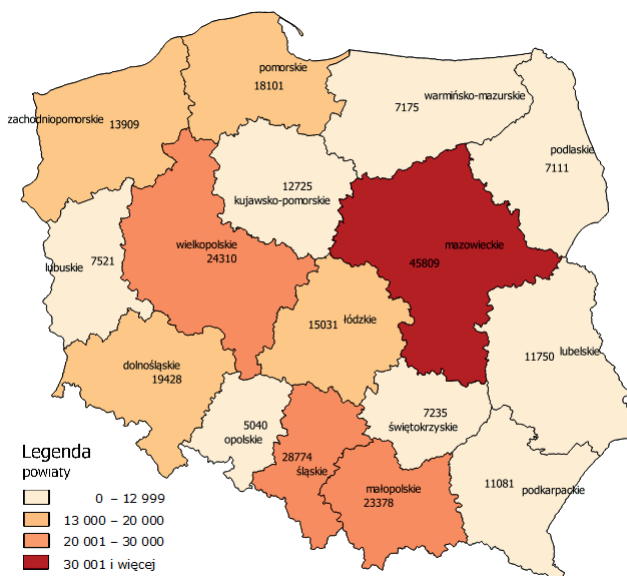 pomorskie
18101
zachodniopomorskie
13909
7175
warmińsko-mazurskie
podlaskie
7111
12725
kujawsko-pomorskie
wielkopolskie
24310
mazowieckie
45809
lubuskie
7521
15031 łódzkie
11750 lubelskie
dolnośląskie
19428
5040
opolskie
7235
świętokrzyskie
28774
śląskie
małopolskie
23378
11081
podkarpackie
Legenda
powiaty
0 – 12 999
13 000 – 20 000
20 001 – 30 000
30 001 i więcej